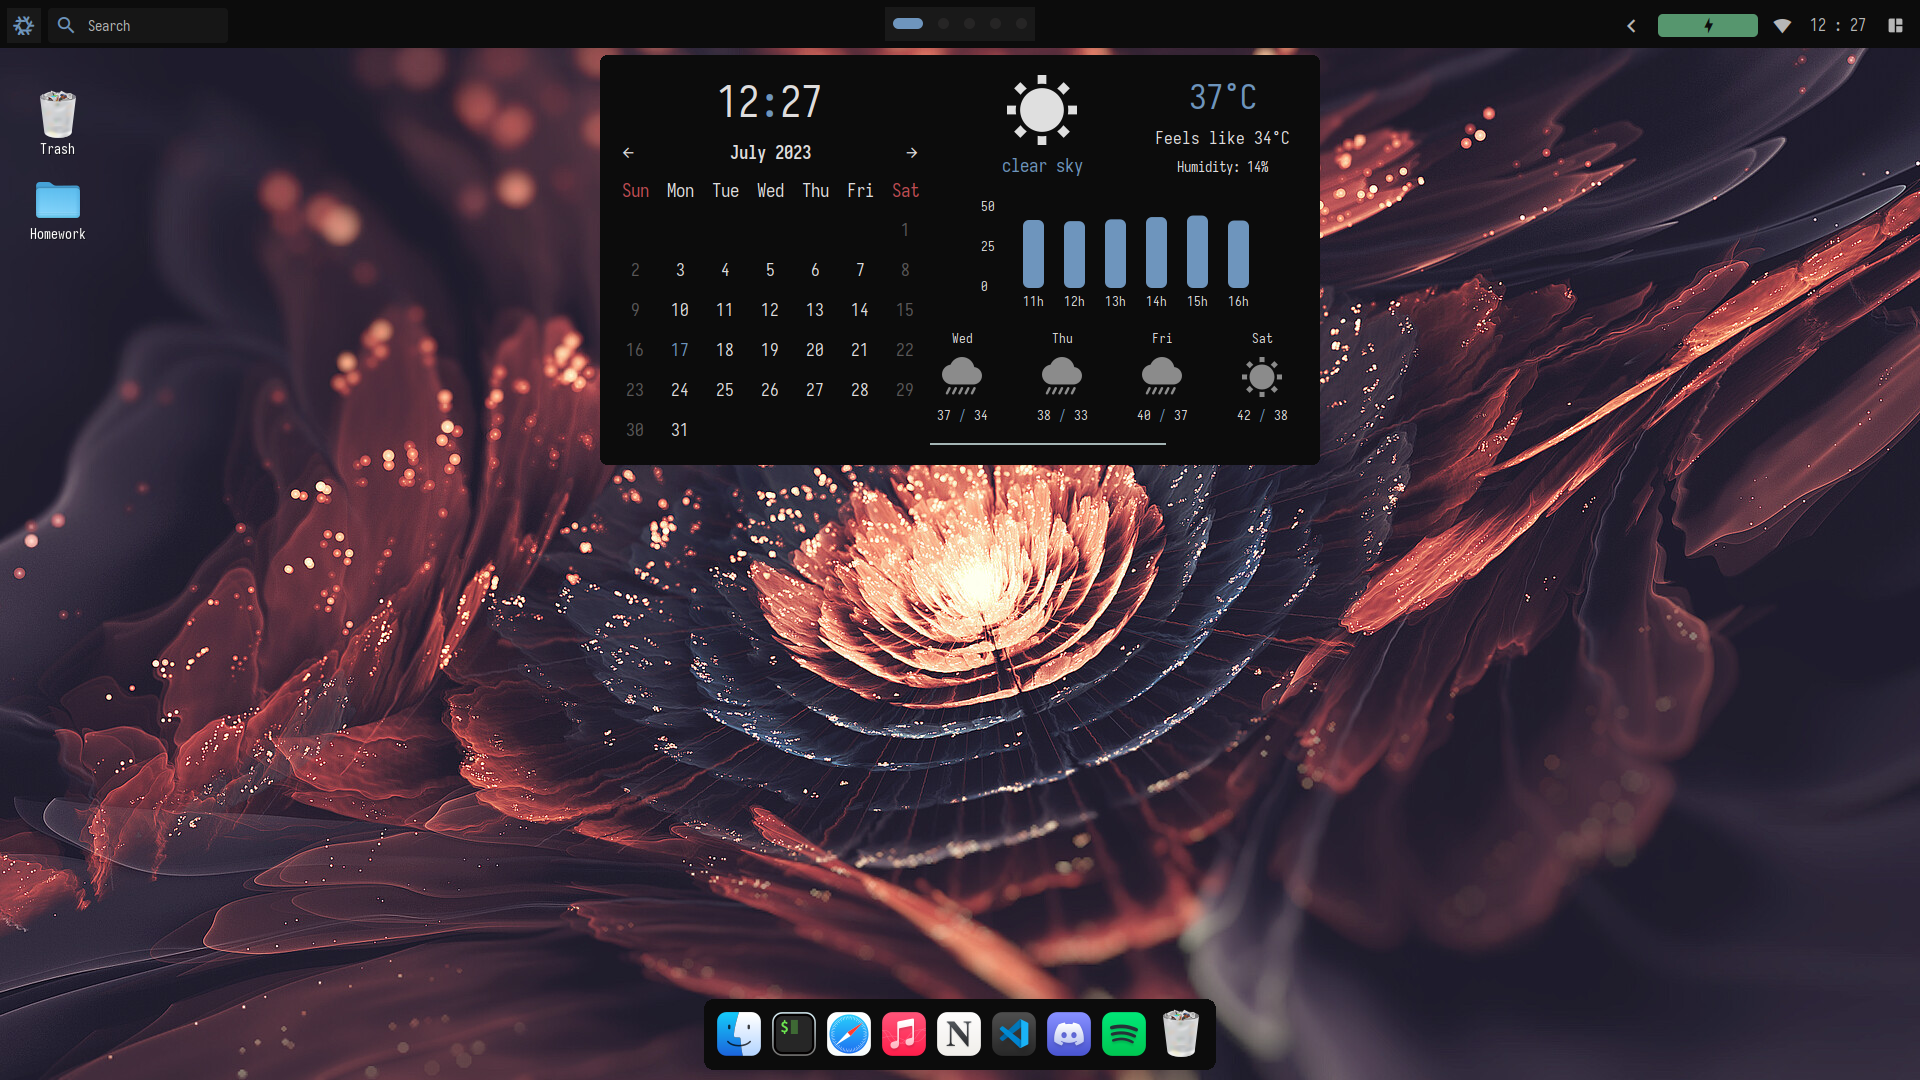 Search
12 : 27
Trash
Homework
12:27
July 2023
Sun Mon Tue Wed Thu Fri Sat
1
2 3 4 5 6 7 8
9 10 11 12 13 14 15
16 17 18 19 20 21 22
23 24 25 26 27 28 29
30 31
clear sky
37°C
Feels like 34°C
Humidity: 14%
50
25
0
11h 12h 13h 14h 15h 16h
Wed Thu Fri Sat
37 / 34 38 / 33 40 / 37 42 / 38
$
N